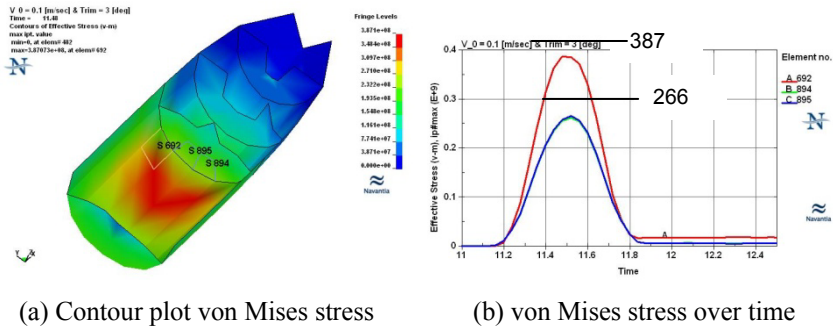 V_0 = 0.1 [m/sec] & Trim = 3 [deg]
Time = 11.48
Contours of Effective Stress (v-m)
max ipt. value
min=0, at elem# 482
max=3.87073e+08, at elem# 692
N
Fringe Levels
3.871e+08
3.484e+08
3.097e+08
2.710e+08
2.322e+08
1.935e+08
1.548e+08
1.161e+08
7.741e+07
3.871e+07
0.000e+00
S 692
S 895
S 894
Navantia
Y
X
(a) Contour plot von Mises stress
V_0 = 0.1 [m/sec] & Trim = 3 [deg]
387
266
Element no.
A 692
B 894
C 895
N
Navantia
Effective Stress (v-m), ip#max (E+9)
0.4
0.3
0.2
0.1
0
A
11
11.2
11.4
11.6
11.8
12
12.2
12.4
Time
(b) von Mises stress over time